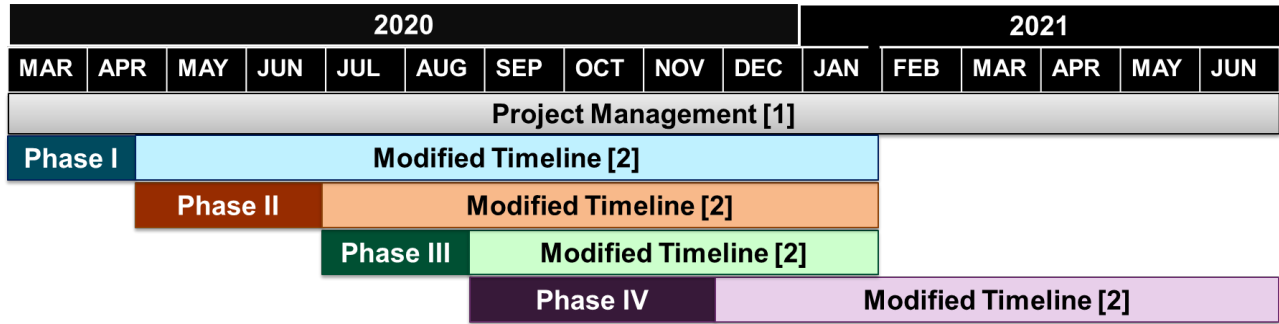 2020 2021
MAR APR MAY JUN JUL AUG SEP OCT NOV DEC JAN FEB MAR APR MAY JUN
Project Management [1]
Phase I Modified Timeline [2]
Phase II Modified Timeline [2]
Phase III Modified Timeline [2]
Phase IV Modified Timeline [2]